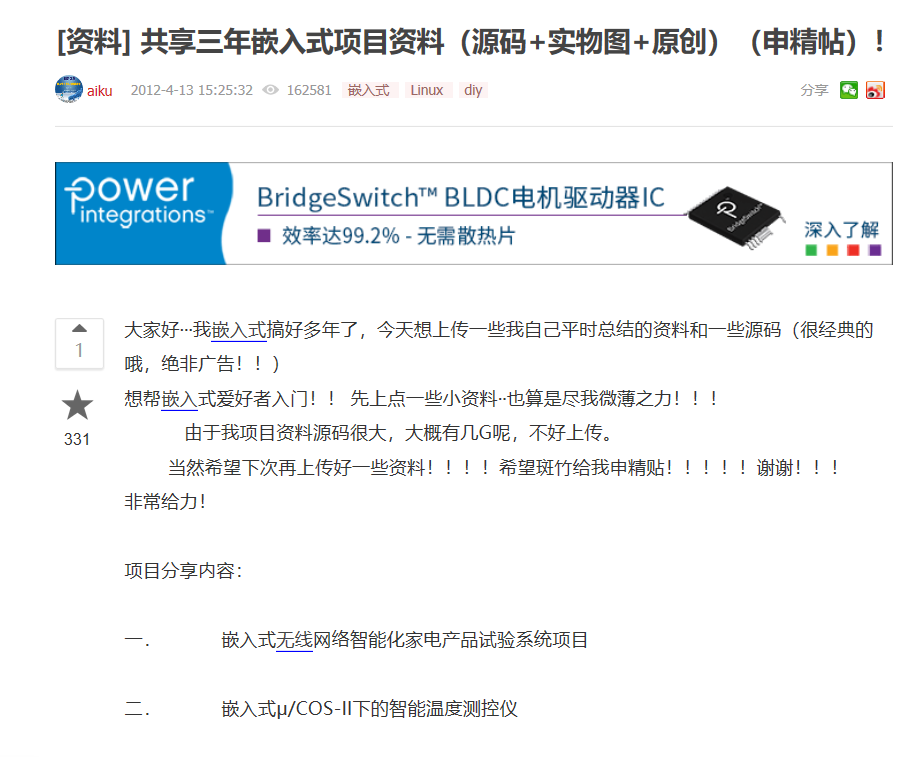 [资料] 共享三年嵌入式项目资料（源码+实物图+原创）（申精帖）！
aiku 2012-4-13 15:25:32 162581 嵌入式 Linux diy 分享
power integrations™
BridgeSwitch™ BLDC电机驱动器IC
效率达99.2% - 无需散热片
BridgeSwitch™
深入了解
1
331
大家好···我嵌入式搞好多年了，今天想上传一些我自己平时总结的资料和一些源码（很经典的
哦，绝非广告！！）
想帮嵌入式爱好者入门！！ 先上点一些小资料··也算是尽我微薄之力！！！
由于我项目资料源码很大，大概有几G呢，不好上传。
当然希望下次再上传好一些资料！！！！希望斑竹给我申精贴！！！！！谢谢！！！
非常给力！
项目分享内容：
一． 嵌入式无线网络智能化家电产品试验系统项目
二． 嵌入式μ/COS-II下的智能温度测控仪